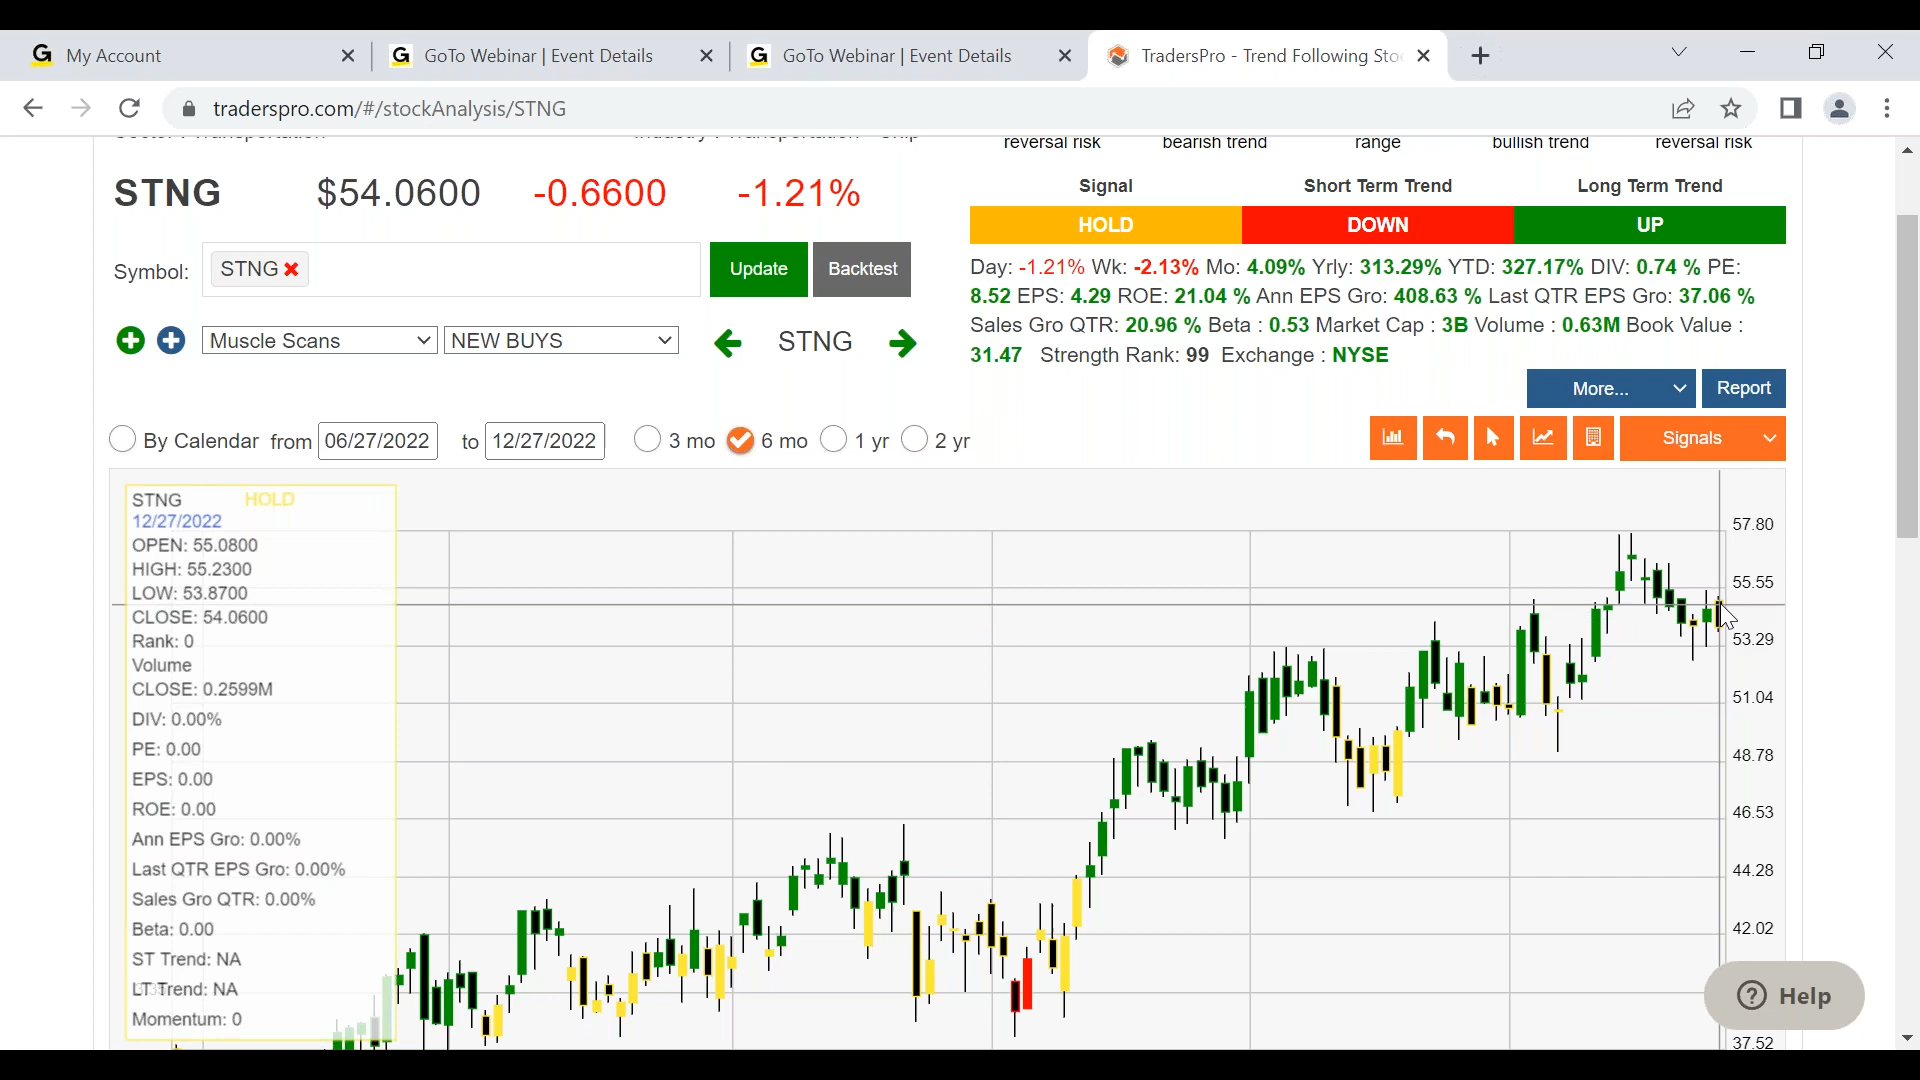 My Account
GoTo Webinar | Event Details
GoTo Webinar | Event Details
TradersPro - Trend Following Sto
traderspro.com/#/stockAnalysis/STNG
reversal risk bearish trend range bullish trend reversal risk
STNG $54.0600 -0.6600 -1.21%
Signal Short Term Trend Long Term Trend
HOLD DOWN UP
Symbol: STNG Update Backtest
Day: -1.21% Wk: -2.13% Mo: 4.09% Yrly: 313.29% YTD: 327.17% DIV: 0.74 % PE:
8.52 EPS: 4.29 ROE: 21.04 % Ann EPS Gro: 408.63 % Last QTR EPS Gro: 37.06 %
Sales Gro QTR: 20.96 % Beta : 0.53 Market Cap : 3B Volume : 0.63M Book Value :
31.47 Strength Rank: 99 Exchange : NYSE
Muscle Scans NEW BUYS STNG
More... Report
By Calendar from 06/27/2022 to 12/27/2022 3 mo 6 mo 1 yr 2 yr
Signals
STNG HOLD
12/27/2022
OPEN: 55.0800
HIGH: 55.2300
LOW: 53.8700
CLOSE: 54.0600
Rank: 0
Volume
CLOSE: 0.2599M
DIV: 0.00%
PE: 0.00
EPS: 0.00
ROE: 0.00
Ann EPS Gro: 0.00%
Last QTR EPS Gro: 0.00%
Sales Gro QTR: 0.00%
Beta: 0.00
ST Trend: NA
LT Trend: NA
Momentum: 0
57.80
55.55
53.29
51.04
48.78
46.53
44.28
42.02
37.52
Help